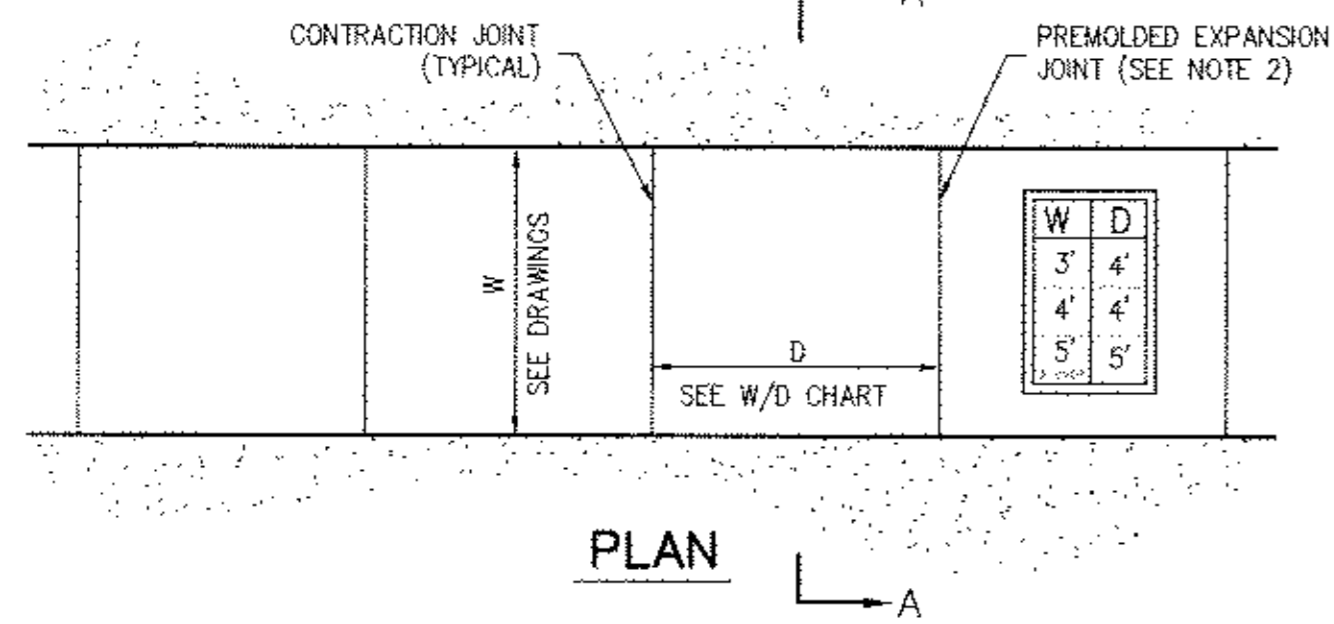 A
CONTRACTION JOINT
(TYPICAL)
PREMOLDED EXPANSION
JOINT (SEE NOTE 2)
W
SEE DRAWINGS
D
SEE W/D CHART
W D
3' 4'
4' 4'
5' 5'
PLAN
A